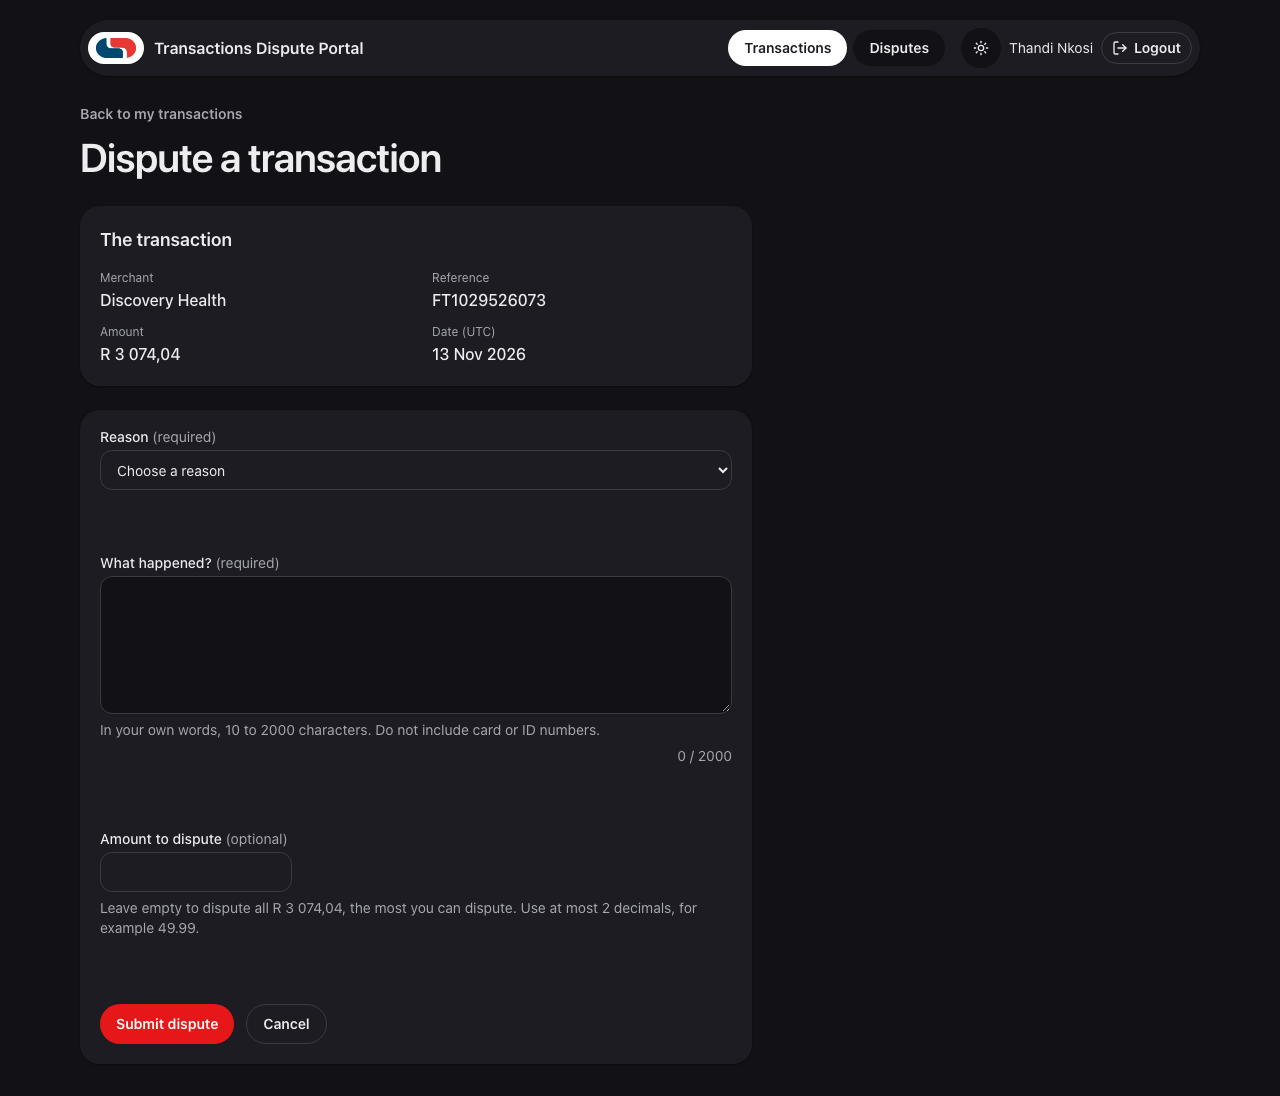 Transactions Dispute Portal
Transactions
Disputes
Thandi Nkosi
Logout
Back to my transactions
Dispute a transaction
The transaction
Merchant
Discovery Health
Reference
FT1029526073
Amount
R 3 074,04
Date (UTC)
13 Nov 2026
Reason (required)
Choose a reason
What happened? (required)
In your own words, 10 to 2000 characters. Do not include card or ID numbers.
0 / 2000
Amount to dispute (optional)
Leave empty to dispute all R 3 074,04, the most you can dispute. Use at most 2 decimals, for
example 49.99.
Submit dispute
Cancel